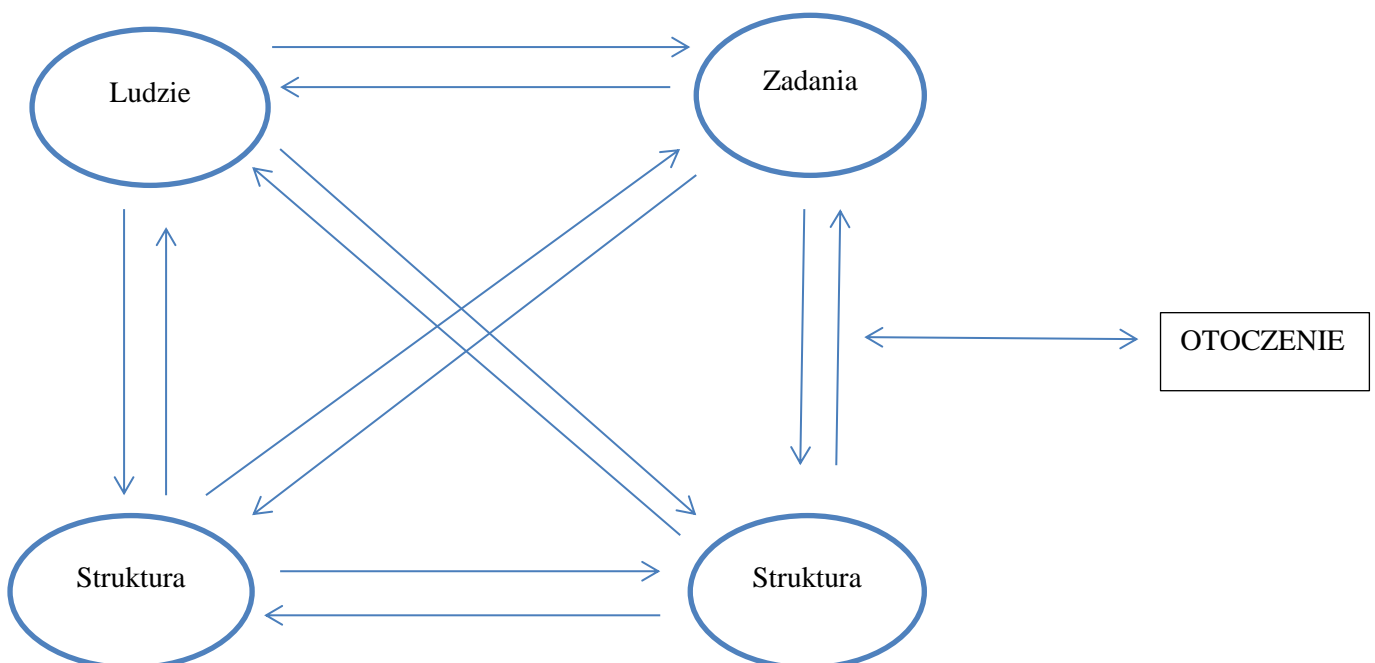 Ludzie
Zadania
OTOCZENIE
Struktura
Struktura